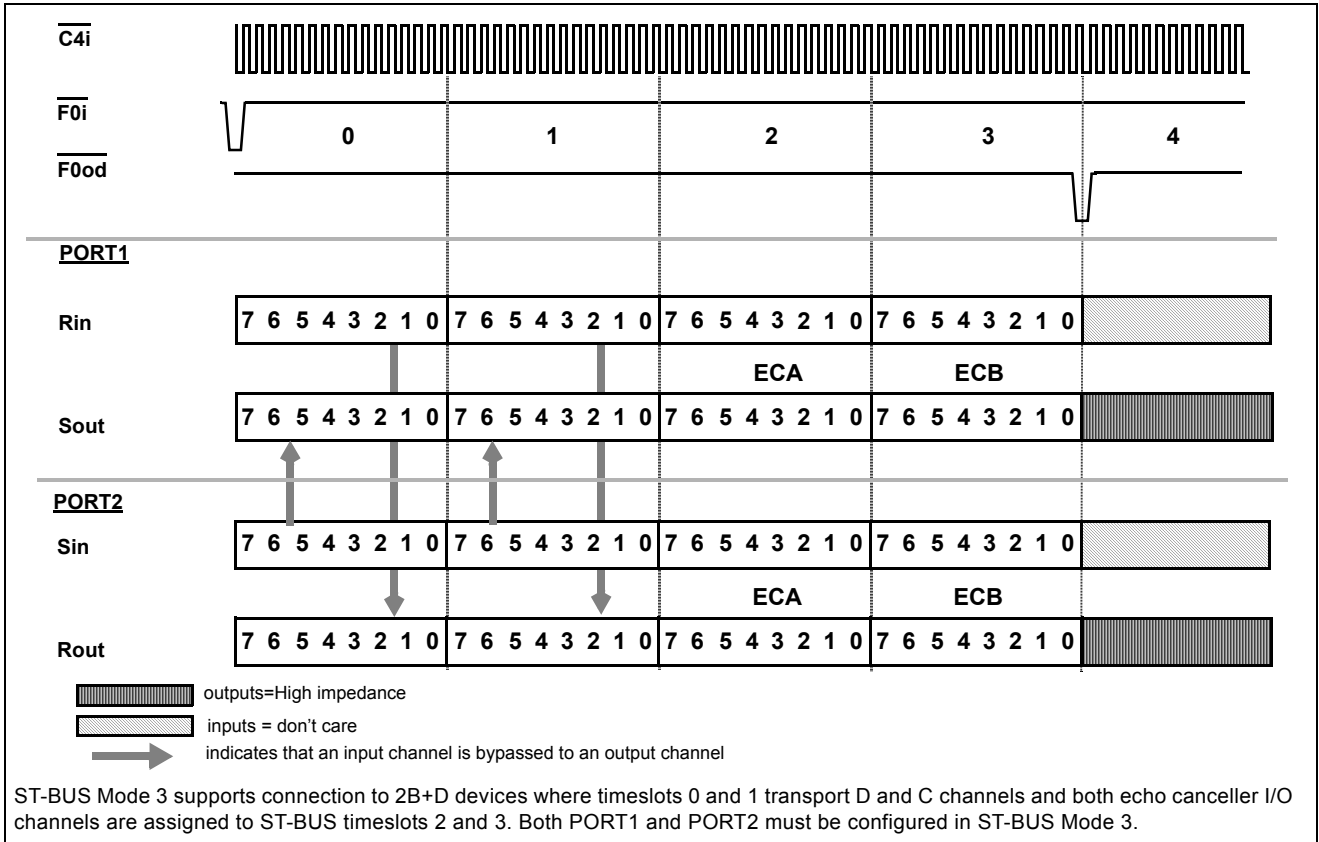 C4i
F0i
0 1 2 3 4
F0od
PORT1
Rin 7 6 5 4 3 2 1 0 7 6 5 4 3 2 1 0 7 6 5 4 3 2 1 0 7 6 5 4 3 2 1 0
ECA ECB
Sout 7 6 5 4 3 2 1 0 7 6 5 4 3 2 1 0 7 6 5 4 3 2 1 0 7 6 5 4 3 2 1 0
PORT2
Sin 7 6 5 4 3 2 1 0 7 6 5 4 3 2 1 0 7 6 5 4 3 2 1 0 7 6 5 4 3 2 1 0
ECA ECB
Rout 7 6 5 4 3 2 1 0 7 6 5 4 3 2 1 0 7 6 5 4 3 2 1 0 7 6 5 4 3 2 1 0
outputs=High impedance
inputs = don't care
indicates that an input channel is bypassed to an output channel
ST-BUS Mode 3 supports connection to 2B+D devices where timeslots 0 and 1 transport D and C channels and both echo canceller I/O
channels are assigned to ST-BUS timeslots 2 and 3. Both PORT1 and PORT2 must be configured in ST-BUS Mode 3.